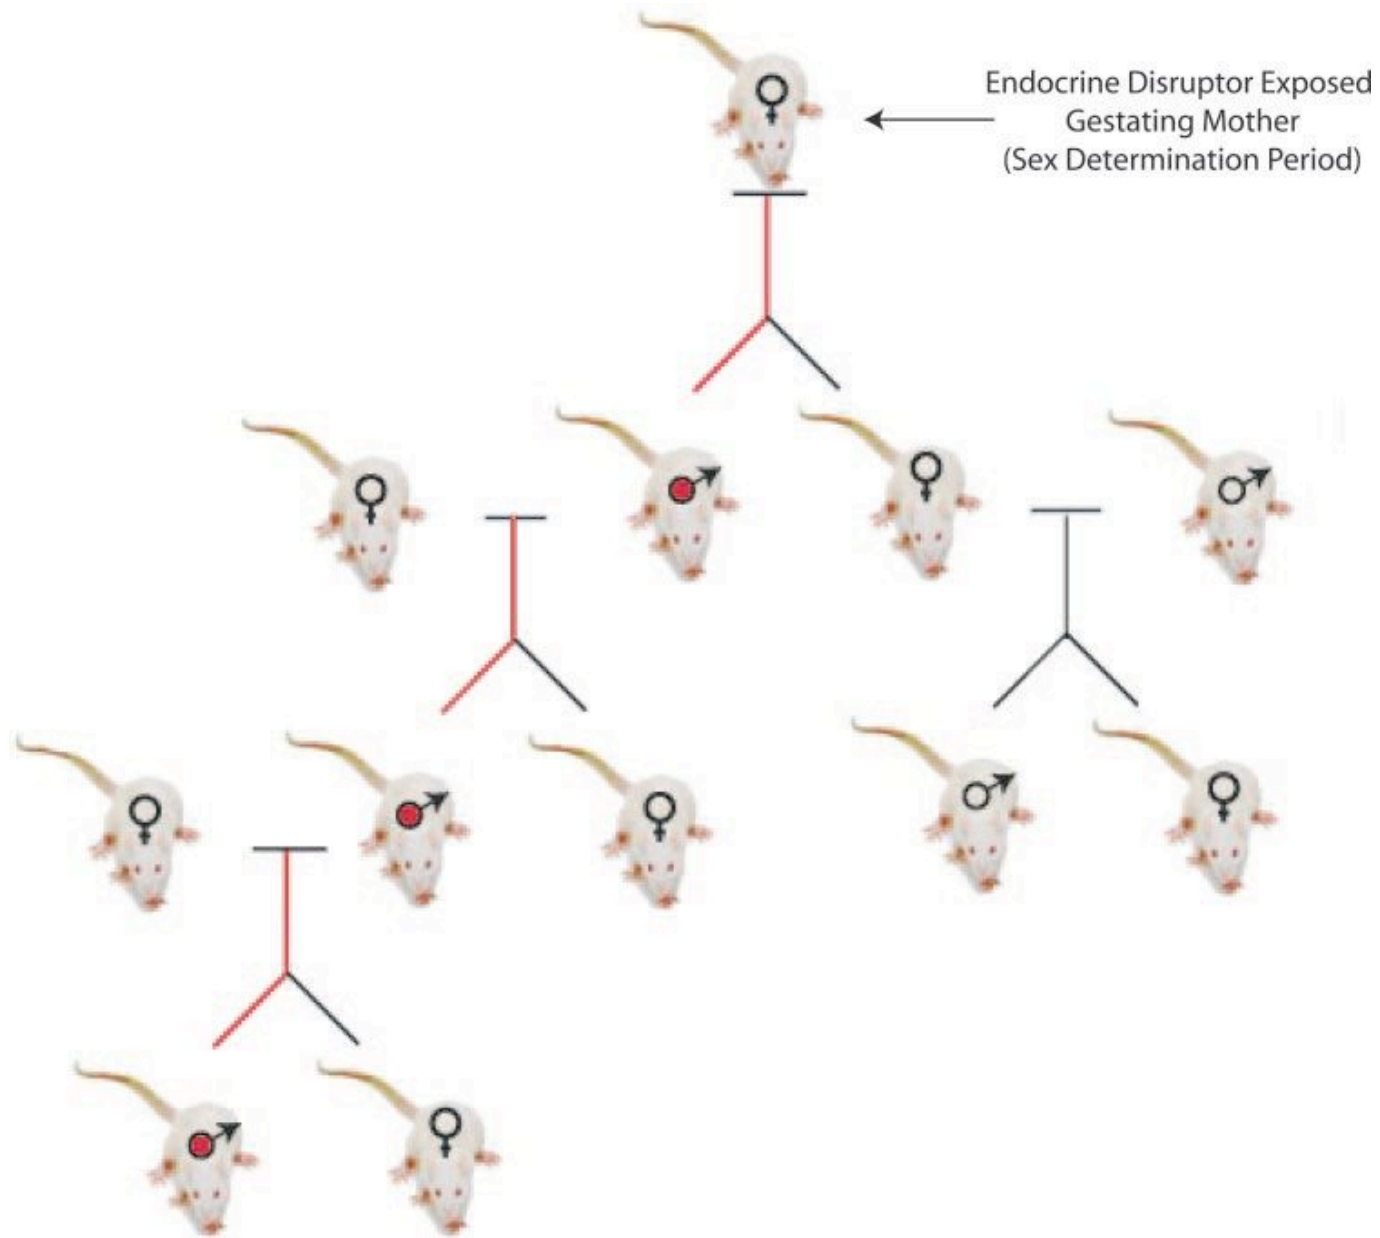 Endocrine Disruptor Exposed
Gestating Mother
(Sex Determination Period)